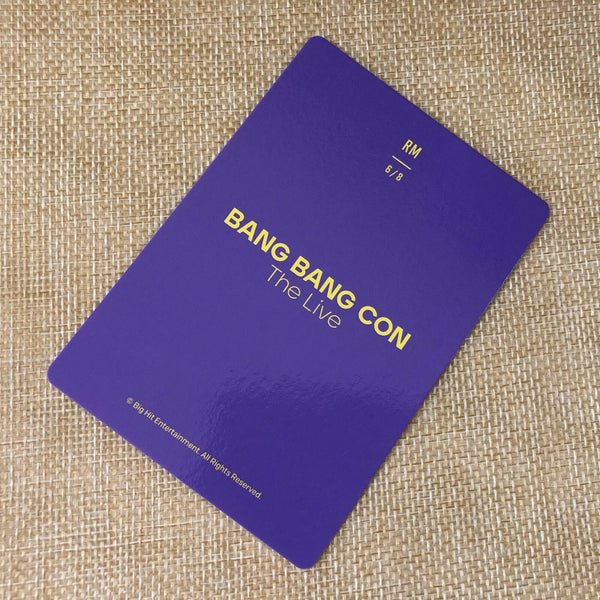 RM
6/8
BANG BANG CON
The Live
© Big Hit Entertainment. All Rights Reserved.